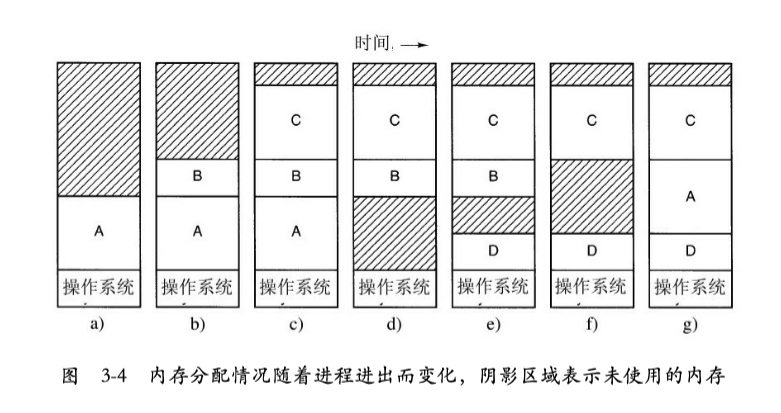 时间
C C C C C
B B B B A
A A A D D D
操作系统 操作系统 操作系统 操作系统 操作系统 操作系统 操作系统
a) b) c) d) e) f) g)
图 3-4 内存分配情况随着进程进出而变化，阴影区域表示未使用的内存